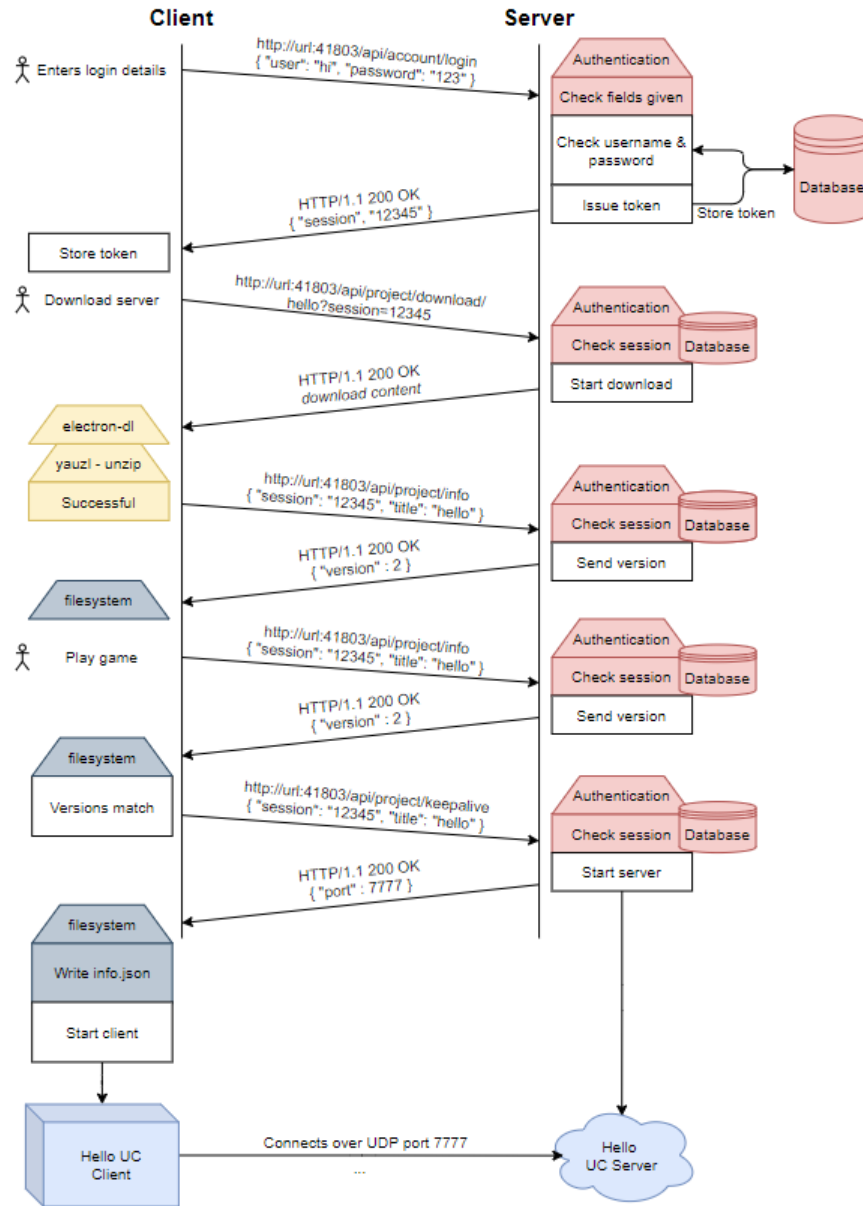 Client
Server
http://url:41803/api/account/login
{ "user": "hi", "password": "123" }
Enters login details
Authentication
Check fields given
Check username &
password
Database
Issue token
Store token
HTTP/1.1 200 OK
{ "session", "12345" }
Store token
http://url:41803/api/project/download/
hello?session=12345
Download server
Authentication
Check session
Database
Start download
HTTP/1.1 200 OK
download content
electron-dl
yauzl - unzip
Successful
http://url:41803/api/project/info
{ "session": "12345", "title": "hello" }
Authentication
Check session
Database
Send version
HTTP/1.1 200 OK
{ "version" : 2 }
filesystem
Play game
http://url:41803/api/project/info
{ "session": "12345", "title": "hello" }
Authentication
Check session
Database
Send version
HTTP/1.1 200 OK
{ "version" : 2 }
filesystem
Versions match
http://url:41803/api/project/keepalive
{ "session": "12345", "title": "hello" }
Authentication
Check session
Database
Start server
HTTP/1.1 200 OK
{ "port" : 7777 }
filesystem
Write info.json
Start client
Hello UC
Client
Connects over UDP port 7777
...
Hello
UC Server